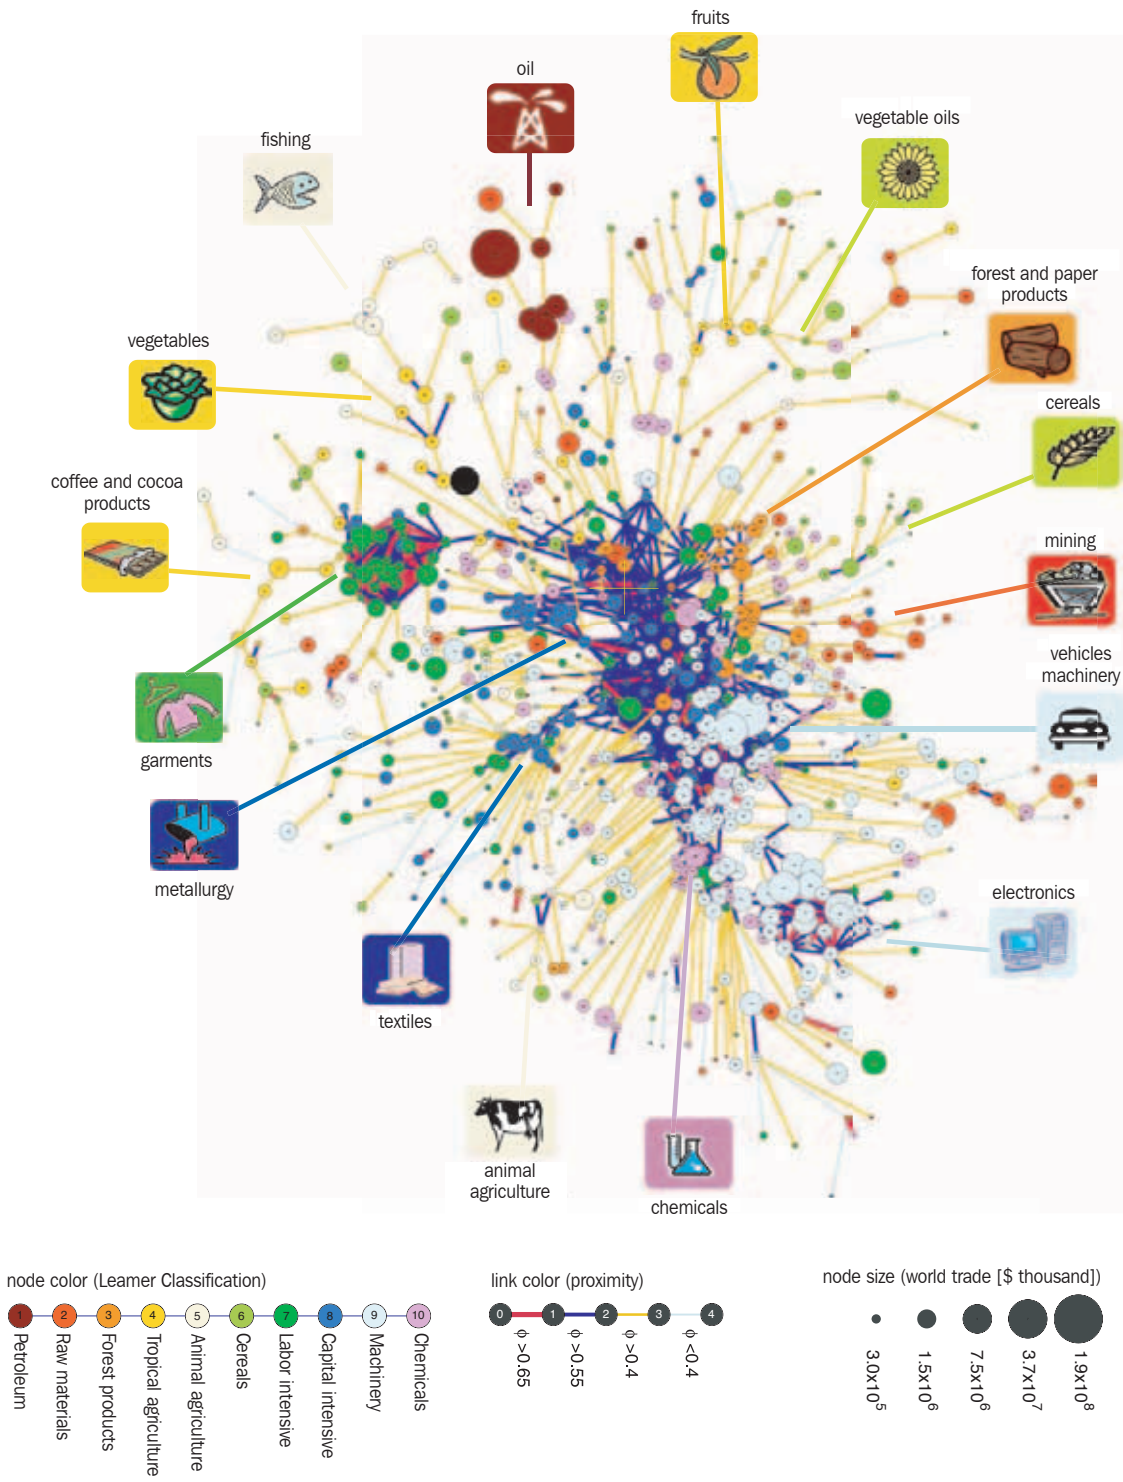 fruits
oil
vegetable oils
fishing
forest and paper
products
vegetables
cereals
coffee and cocoa
products
mining
vehicles
machinery
garments
metallurgy
electronics
textiles
animal
agriculture
chemicals
node color (Leamer Classification)
1 2 3 4 5 6 7 8 9 10
Petroleum
Raw materials
Forest products
Tropical agriculture
Animal agriculture
Cereals
Labor intensive
Capital intensive
Machinery
Chemicals
link color (proximity)
0 1 2 3 4
ϕ >0.65
ϕ >0.55
ϕ >0.4
ϕ <0.4
node size (world trade [$ thousand])
3.0x10⁵
1.5x10⁶
7.5x10⁶
3.7x10⁷
1.9x10⁸